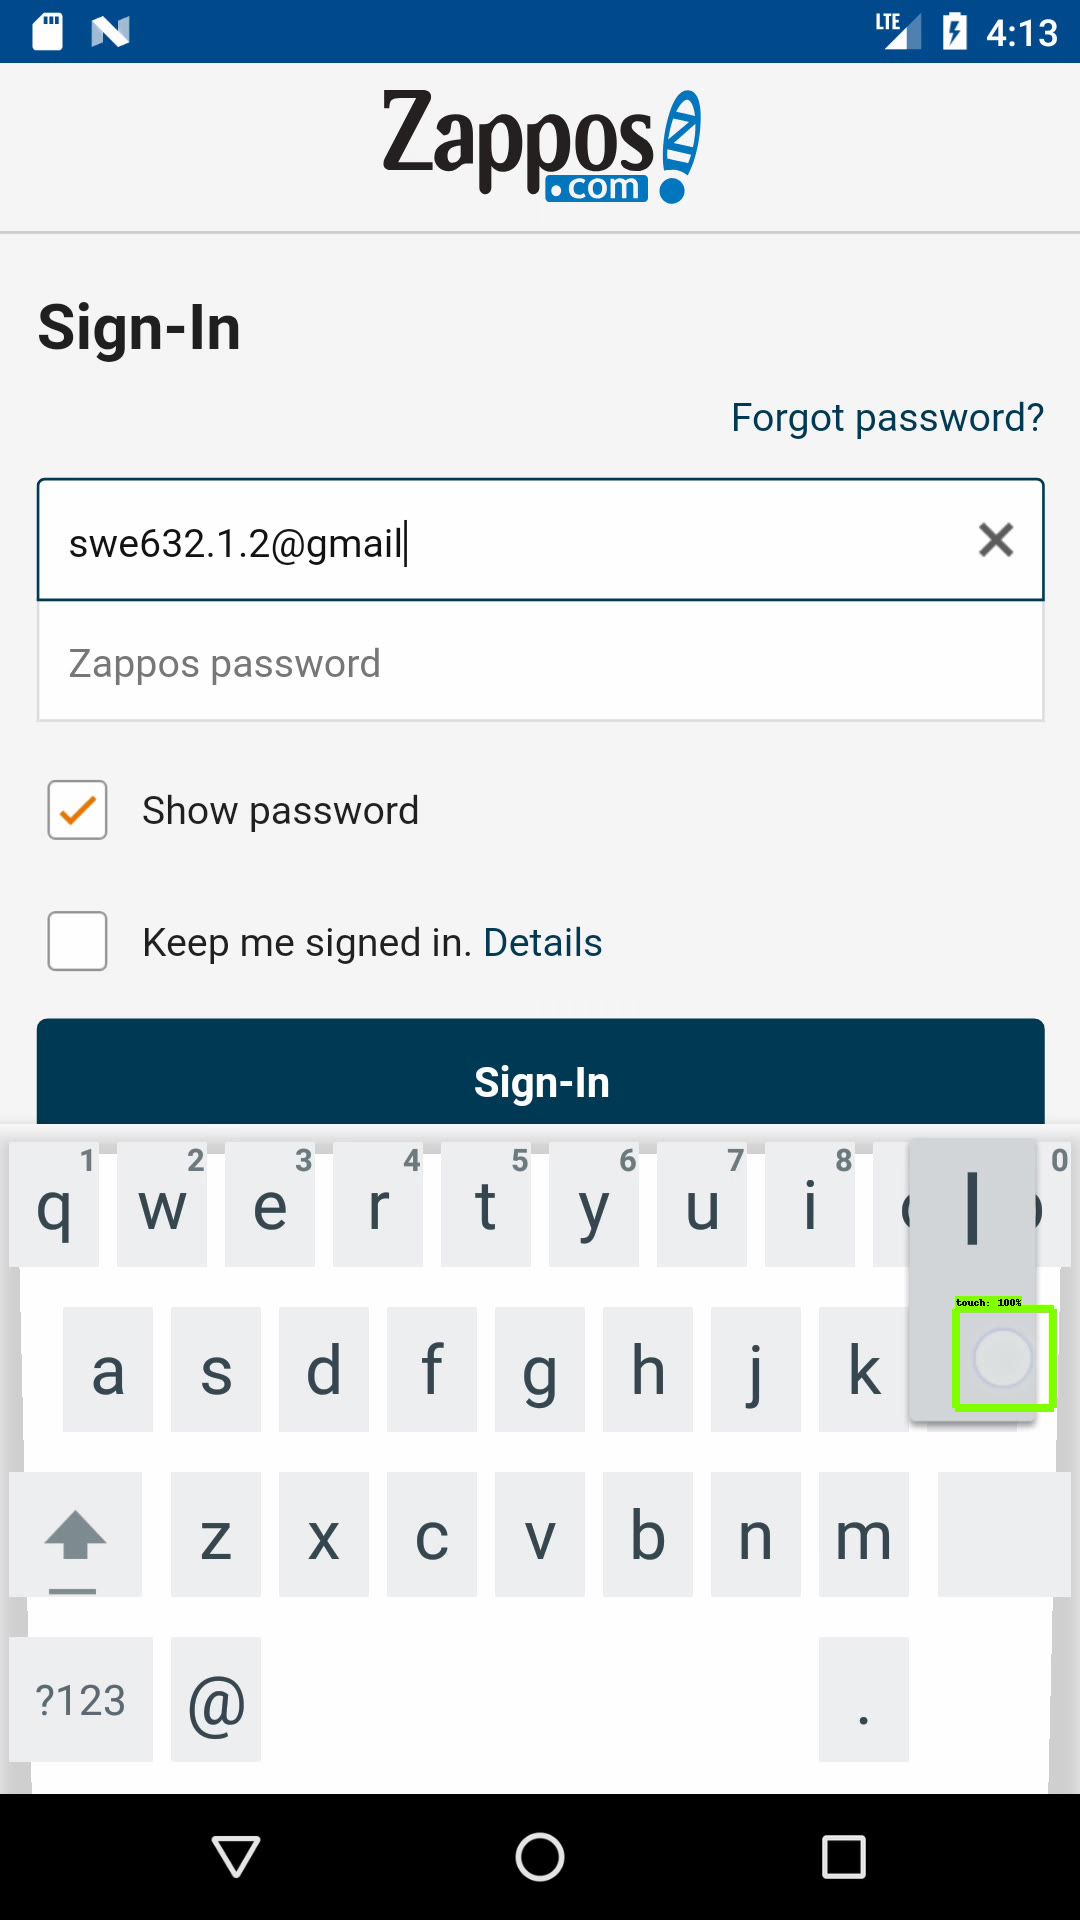 LTE 4:13
Zappos
.com
Sign-In
Forgot password?
swe632.1.2@gmail
Zappos password
Show password
Keep me signed in. Details
Sign-In
1 2 3 4 5 6 7 8 0
q w e r t y u i
l
touch: 100%
a s d f g h j k
z x c v b n m
?123 @ .